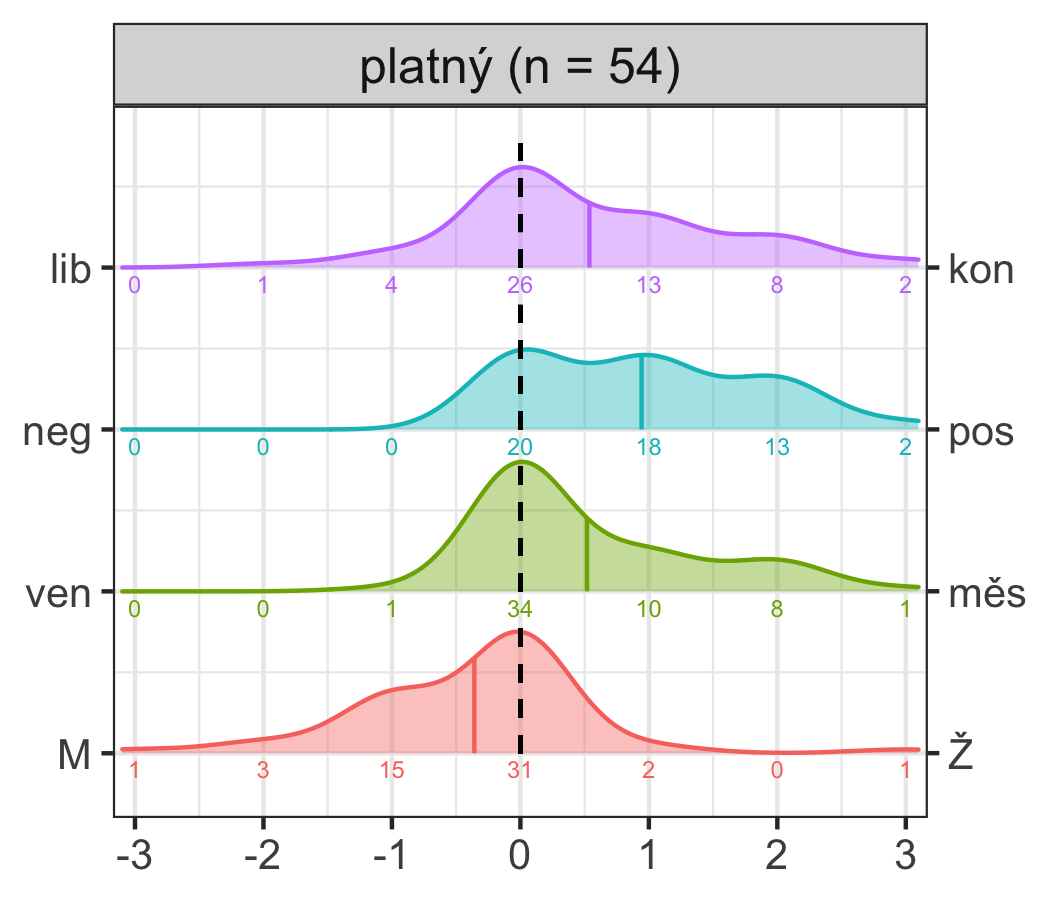 platný (n = 54)
lib kon
0 1 4 26 13 8 2
neg pos
0 0 0 20 18 13 2
ven měs
0 0 1 34 10 8 1
M Ž
1 3 15 31 2 0 1
-3 -2 -1 0 1 2 3